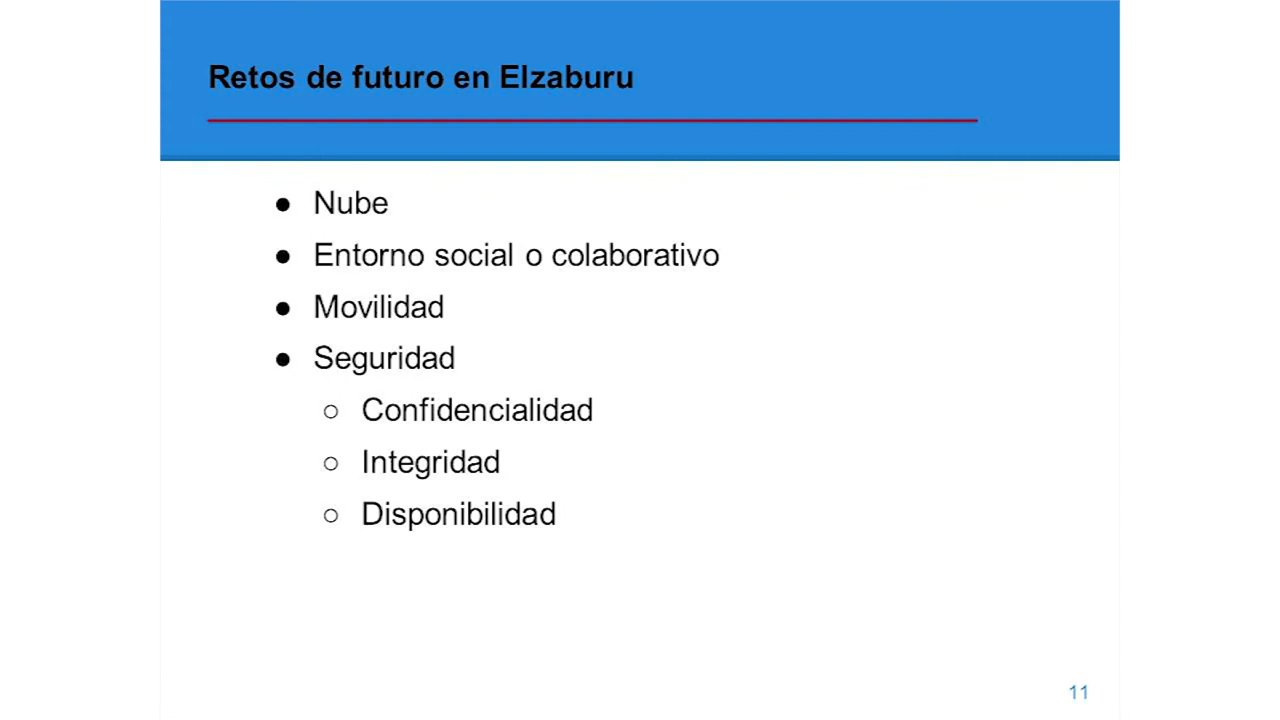 Retos de futuro en Elzaburu
● Nube
● Entorno social o colaborativo
● Movilidad
● Seguridad
○ Confidencialidad
○ Integridad
○ Disponibilidad
11